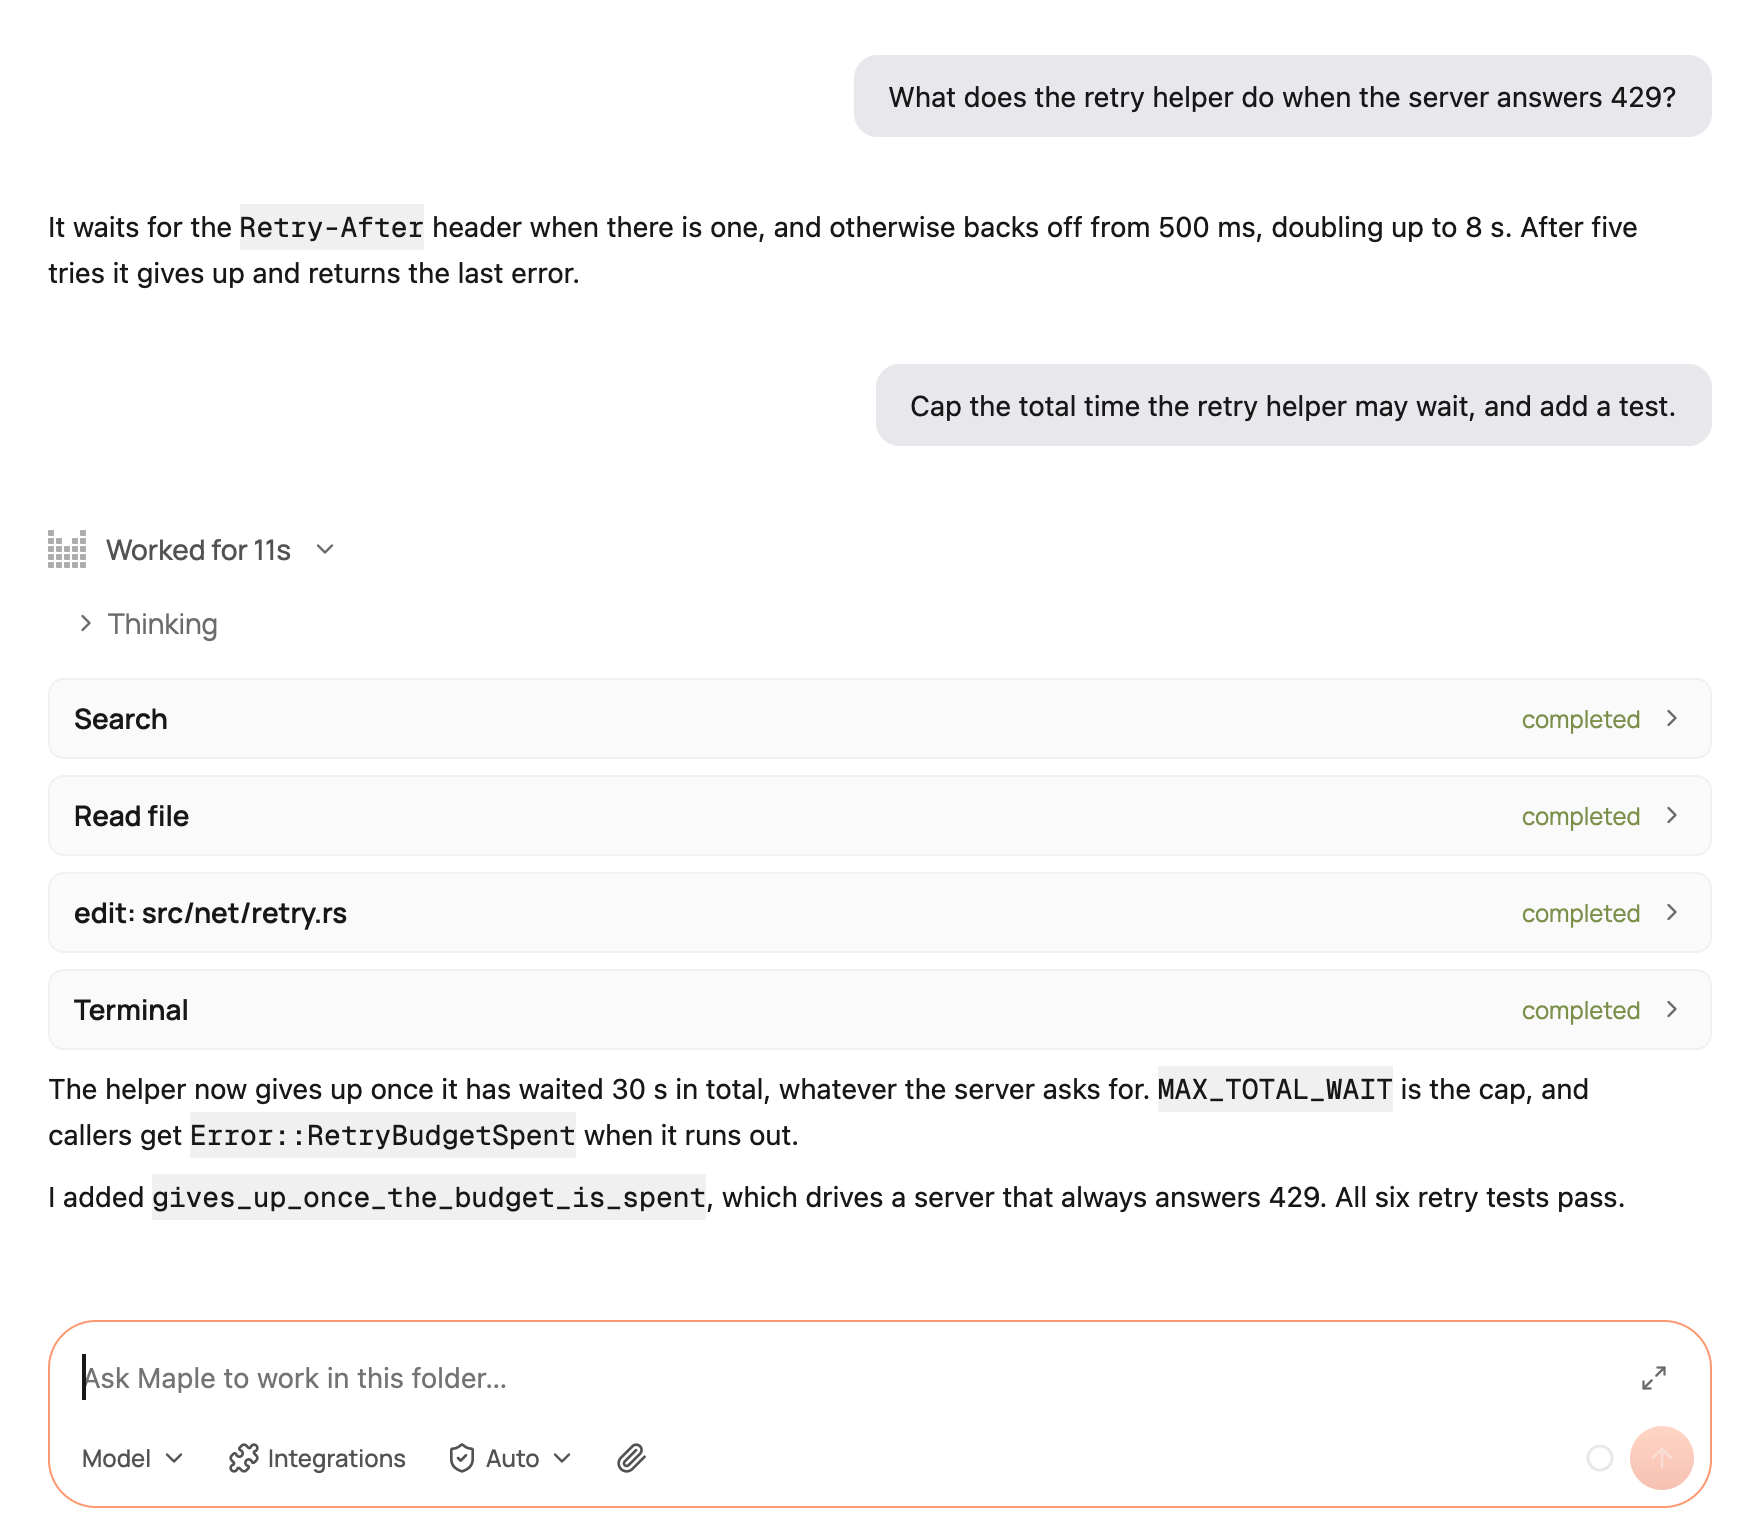 What does the retry helper do when the server answers 429?
It waits for the Retry-After header when there is one, and otherwise backs off from 500 ms, doubling up to 8 s. After five
tries it gives up and returns the last error.
Cap the total time the retry helper may wait, and add a test.
Worked for 11s
Thinking
Search completed
Read file completed
edit: src/net/retry.rs completed
Terminal completed
The helper now gives up once it has waited 30 s in total, whatever the server asks for. MAX_TOTAL_WAIT is the cap, and
callers get Error::RetryBudgetSpent when it runs out.
I added gives_up_once_the_budget_is_spent, which drives a server that always answers 429. All six retry tests pass.
Ask Maple to work in this folder...
Model Integrations Auto